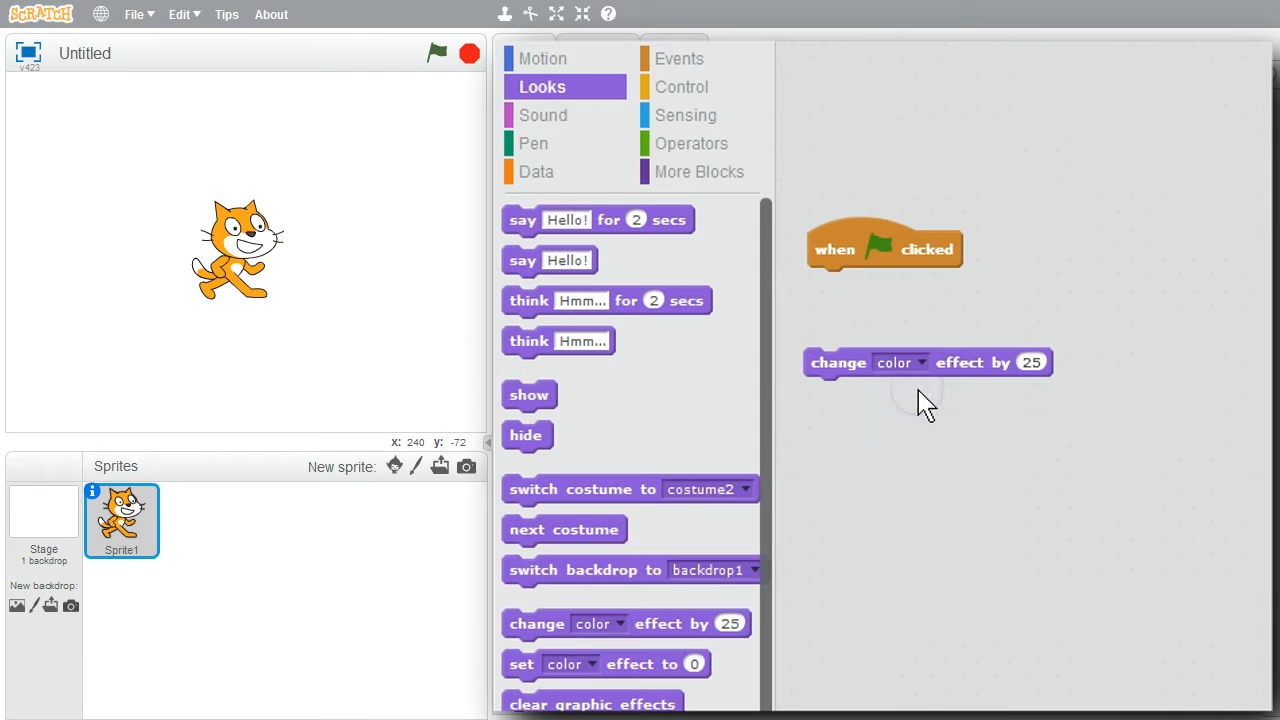 SCRATCH File Edit Tips About
v423 Untitled
Motion Events
Looks Control
Sound Sensing
Pen Operators
Data More Blocks
say Hello! for 2 secs
say Hello!
think Hmm... for 2 secs
think Hmm...
show
hide
switch costume to costume2
next costume
switch backdrop to backdrop1
change color effect by 25
set color effect to 0
clear graphic effects
when clicked
change color effect by 25
x: 240 y: -72
Sprites New sprite:
Stage
1 backdrop
New backdrop:
Sprite1